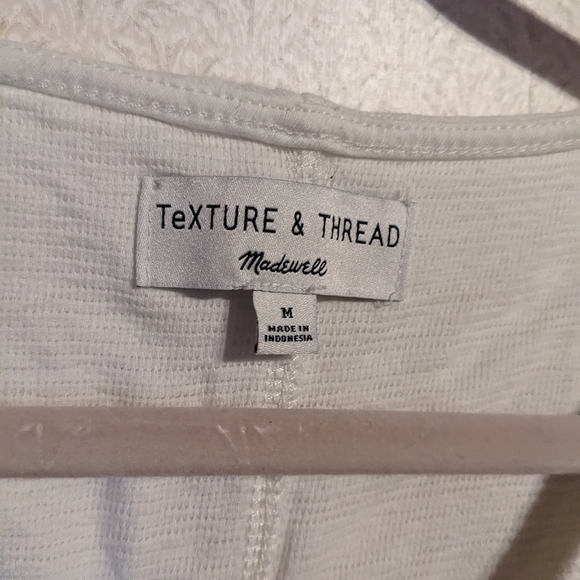 TeXTURE & THREAD
Madewell
M
MADE IN
INDONESIA